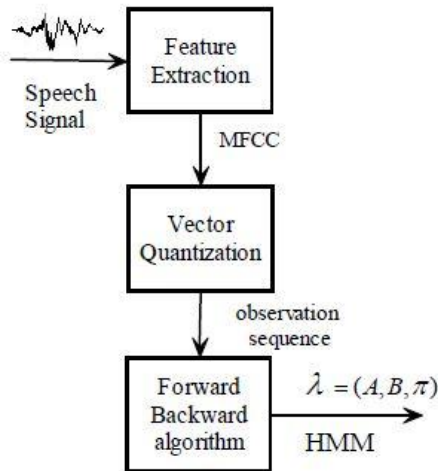 Feature
Extraction
Speech
Signal
MFCC
Vector
Quantization
observation
sequence
Forward
Backward
algorithm
λ = (A, B, π)
HMM